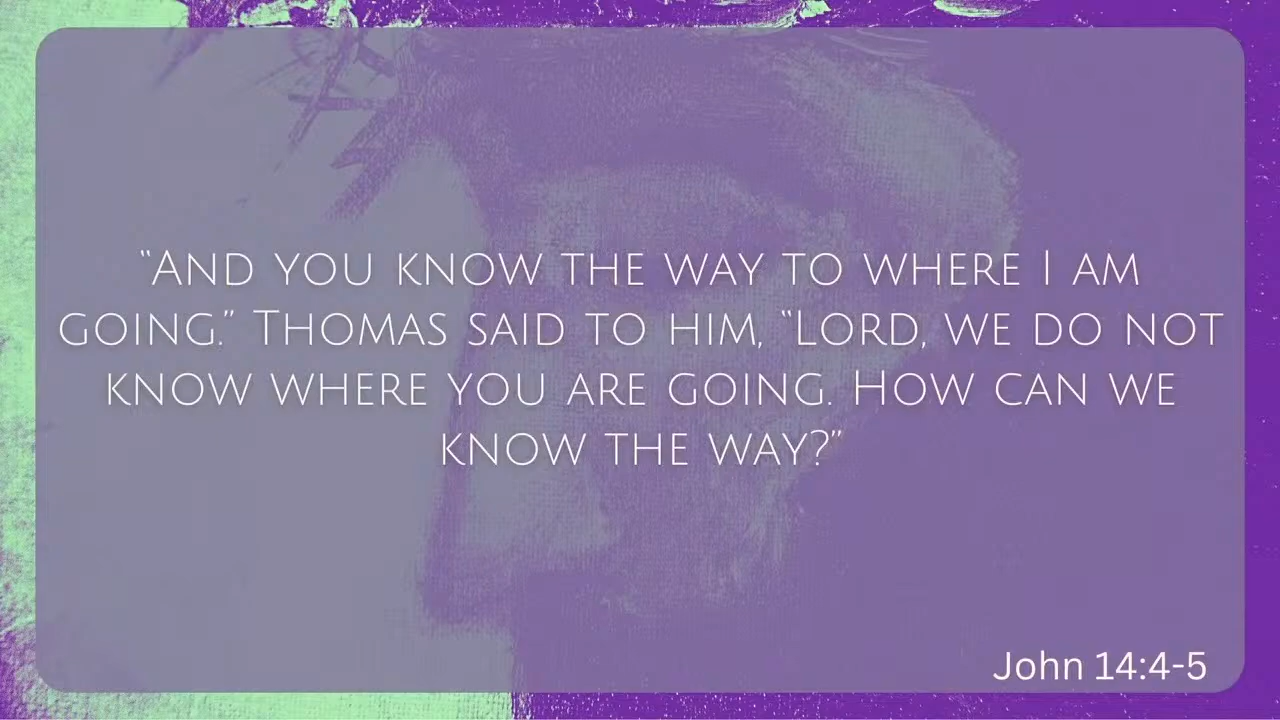 “And you know the way to where I am
going.” Thomas said to him, “Lord, we do not
know where you are going. How can we
know the way?”
John 14:4-5